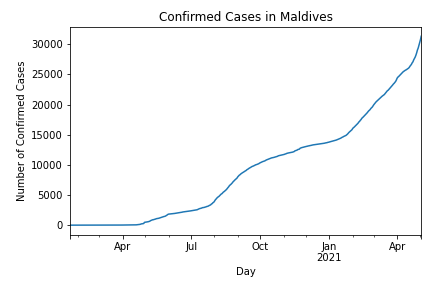 Confirmed Cases in Maldives
Number of Confirmed Cases
30000
25000
20000
15000
10000
5000
0
Apr
Jul
Oct
Jan
2021
Apr
Day